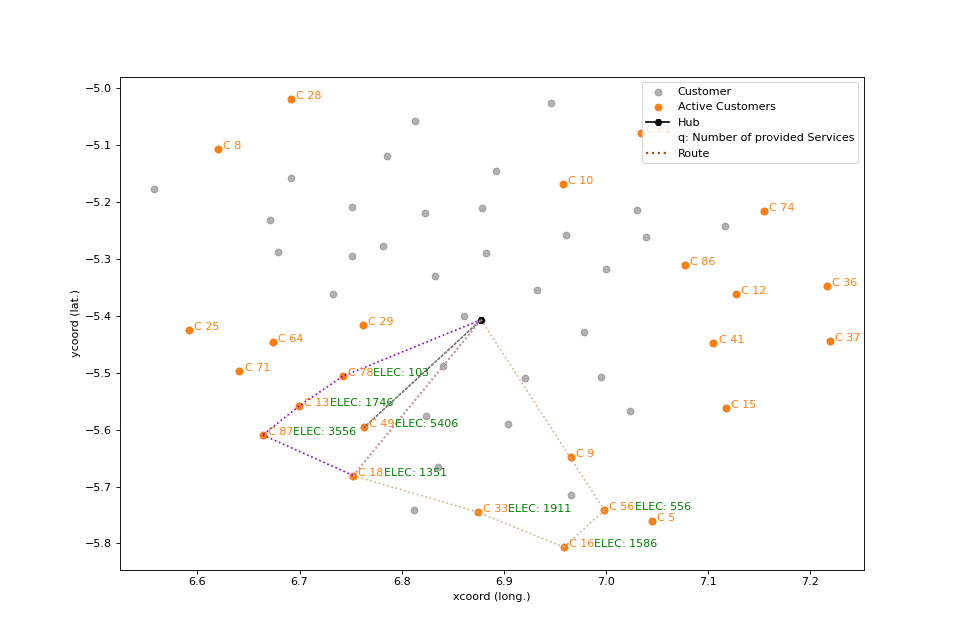 −5.0
−5.1
−5.2
−5.3
−5.4
−5.5
−5.6
−5.7
−5.8
ycoord (lat.)
6.6
6.7
6.8
6.9
7.0
7.1
7.2
xcoord (long.)
Customer
Active Customers
Hub
q: Number of provided Services
Route
C 28
C 8
C 10
C 74
C 86
C 36
C 12
C 25
C 29
C 64
C 41
C 37
C 71
C 78 ELEC: 103
C 13 ELEC: 1746
C 15
C 49 ELEC: 5406
C 87 ELEC: 3556
C 9
C 18 ELEC: 1351
C 33 ELEC: 1911
C 56 ELEC: 556
C 5
C 16 ELEC: 1586